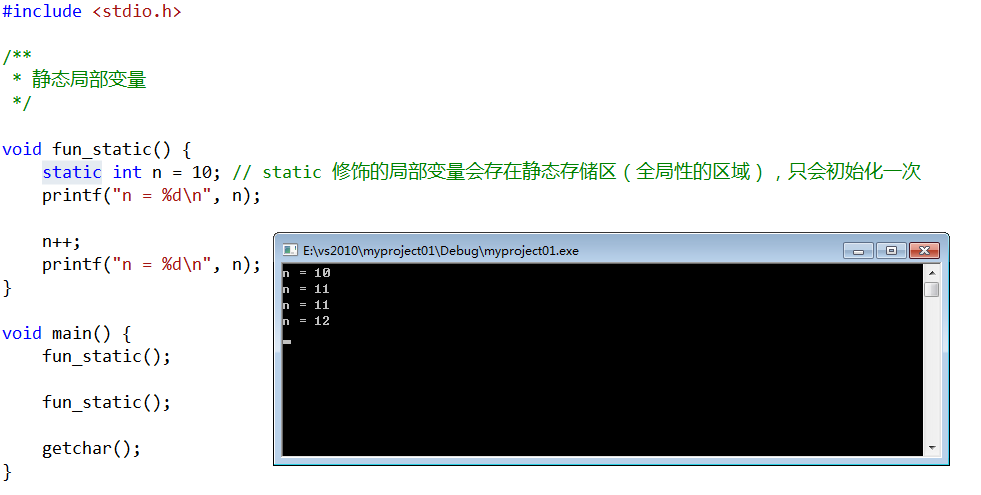 #include <stdio.h>
/**
* 静态局部变量
*/
void fun_static() {
static int n = 10; // static 修饰的局部变量会存在静态存储区（全局性的区域），只会初始化一次
printf("n = %d\n", n);
n++;
printf("n = %d\n", n);
}
void main() {
fun_static();
fun_static();
getchar();
}
E:\vs2010\myproject01\Debug\myproject01.exe
n = 10
n = 11
n = 11
n = 12